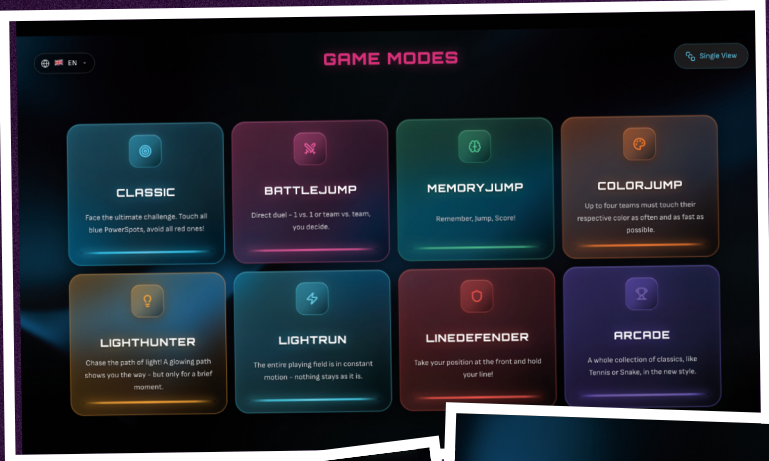 GAME MODES
EN
Single View
CLASSIC
Face the ultimate challenge. Touch all
blue PowerSpots, avoid all red ones!
BATTLEJUMP
Direct duel – 1 vs. 1 or team vs. team,
you decide.
MEMORYJUMP
Remember, Jump, Score!
COLORJUMP
Up to four teams must touch their
respective color as often and as fast as
possible.
LIGHTHUNTER
Chase the path of light! A glowing path
shows you the way – but only for a brief
moment.
LIGHTRUN
The entire playing field is in constant
motion – nothing stays as it is.
LINEDEFENDER
Take your position at the front and hold
your line!
ARCADE
A whole collection of classics, like
Tennis or Snake, in the new style.